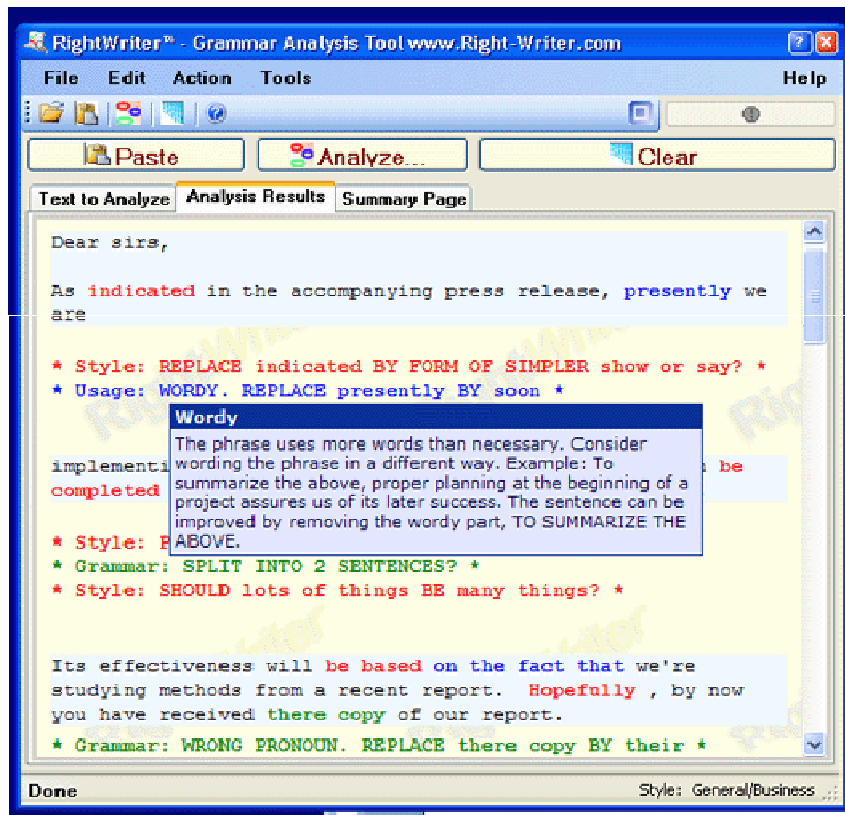 RightWriter™ - Grammar Analysis Tool www.Right-Writer.com
File Edit Action Tools Help
Paste Analyze... Clear
Text to Analyze Analysis Results Summary Page
Dear sirs,
As indicated in the accompanying press release, presently we
are
* Style: REPLACE indicated BY FORM OF SIMPLER show or say? *
* Usage: WORDY. REPLACE presently BY soon *
Wordy
The phrase uses more words than necessary. Consider
wording the phrase in a different way. Example: To
summarize the above, proper planning at the beginning of a
project assures us of its later success. The sentence can be
improved by removing the wordy part, TO SUMMARIZE THE
ABOVE.
implementi be
completed
* Style:
* Grammar: SPLIT INTO 2 SENTENCES? *
* Style: SHOULD lots of things BE many things? *
Its effectiveness will be based on the fact that we're
studying methods from a recent report. Hopefully , by now
you have received there copy of our report.
* Grammar: WRONG PRONOUN. REPLACE there copy BY their *
Done Style: General/Business